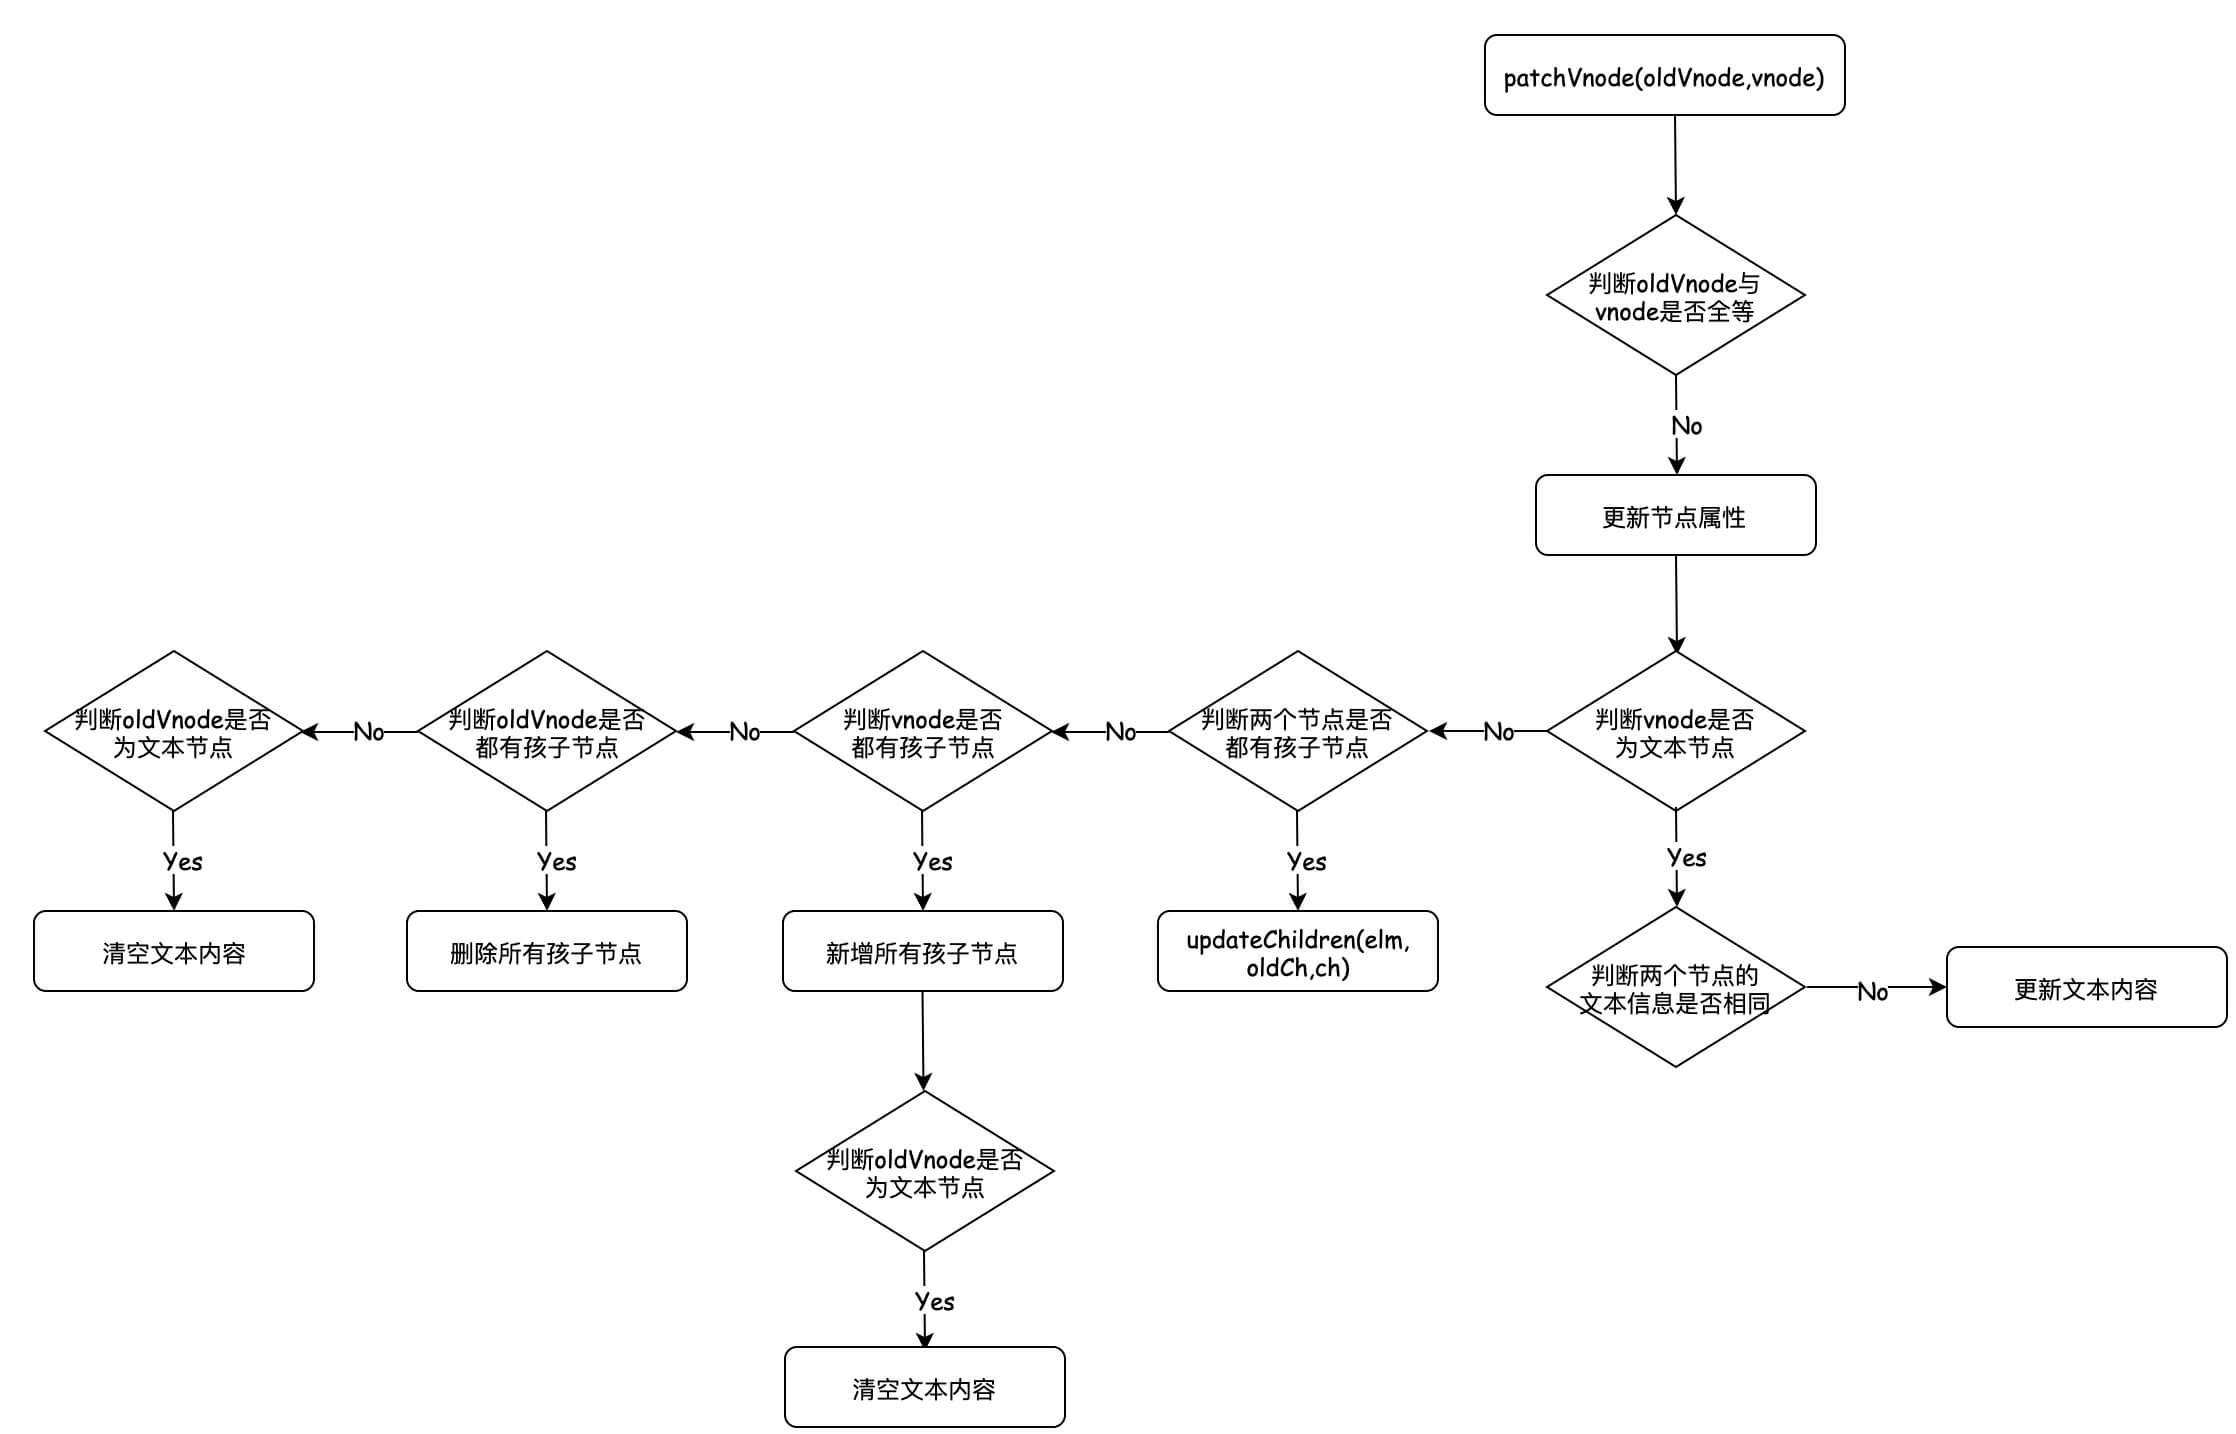 patchVnode(oldVnode,vnode)
判断oldVnode与
vnode是否全等
No
更新节点属性
判断oldVnode是否
为文本节点
No
判断oldVnode是否
都有孩子节点
No
判断vnode是否
都有孩子节点
No
判断两个节点是否
都有孩子节点
No
判断vnode是否
为文本节点
Yes
Yes
Yes
Yes
Yes
清空文本内容
删除所有孩子节点
新增所有孩子节点
updateChildren(elm,
oldCh,ch)
判断两个节点的
文本信息是否相同
No
更新文本内容
判断oldVnode是否
为文本节点
Yes
清空文本内容